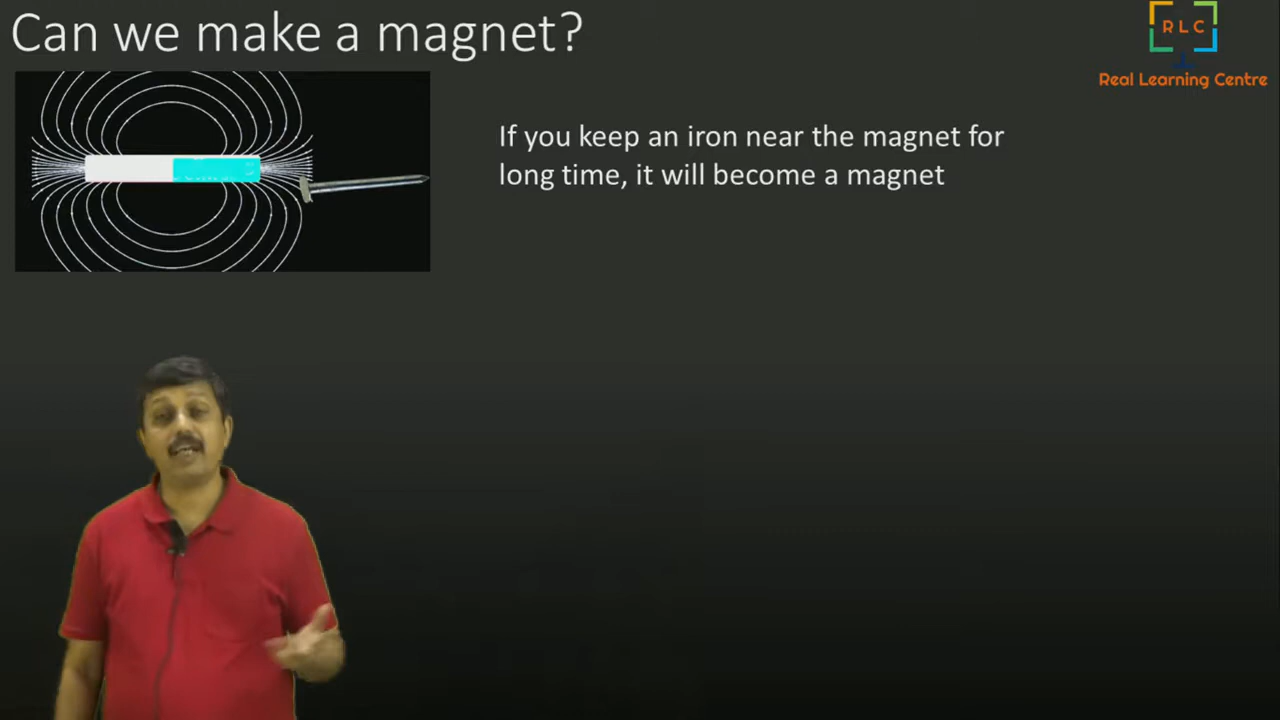 Can we make a magnet?
RLC
Real Learning Centre
If you keep an iron near the magnet for
long time, it will become a magnet